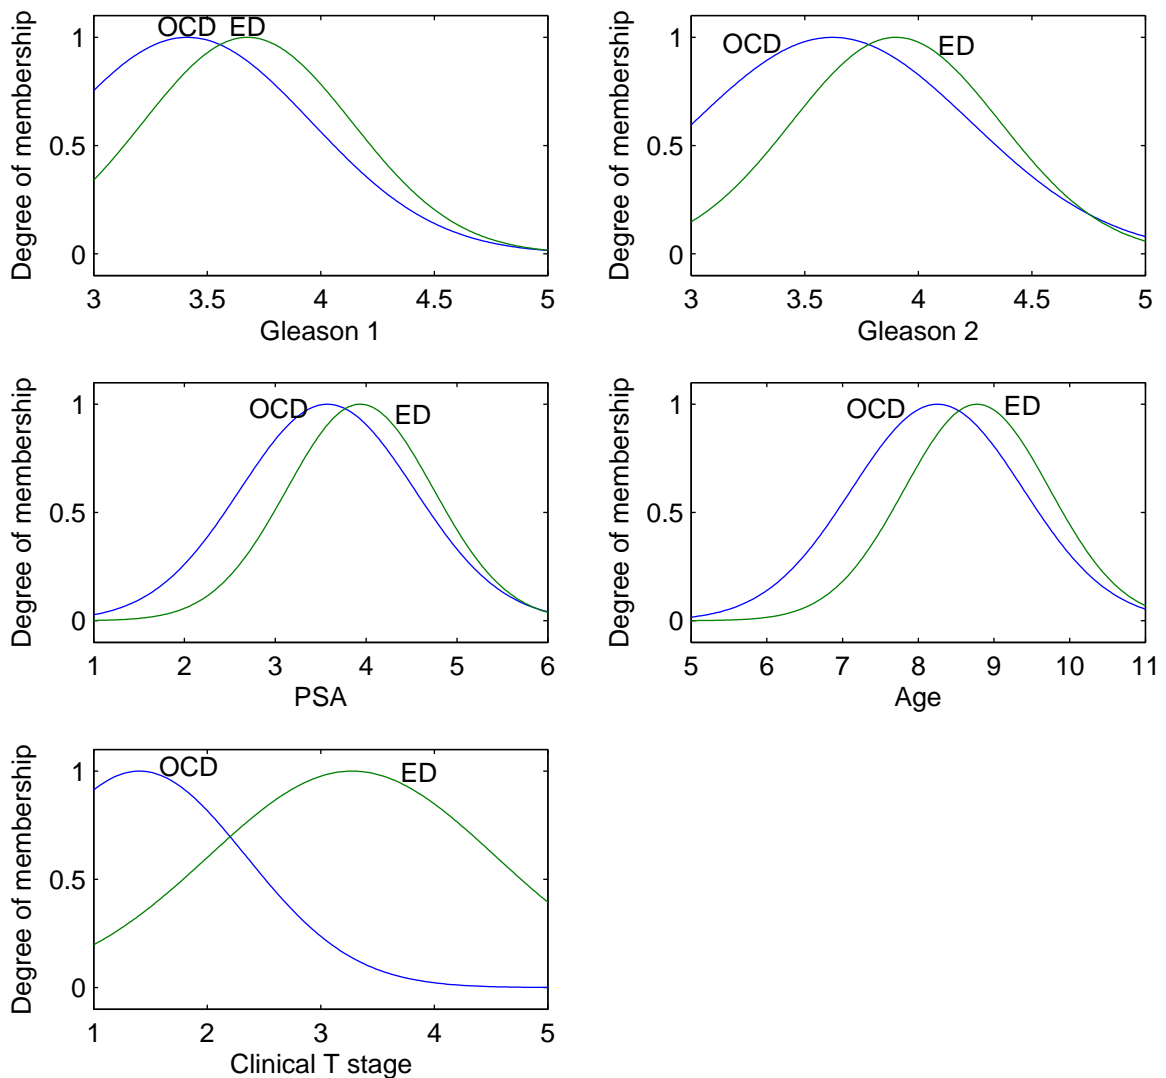 OCD ED
Degree of membership
1
0.5
0
3 3.5 4 4.5 5
Gleason 1
OCD ED
Degree of membership
1
0.5
0
3 3.5 4 4.5 5
Gleason 2
OCD ED
Degree of membership
1
0.5
0
1 2 3 4 5 6
PSA
OCD ED
Degree of membership
1
0.5
0
5 6 7 8 9 10 11
Age
OCD ED
Degree of membership
1
0.5
0
1 2 3 4 5
Clinical T stage